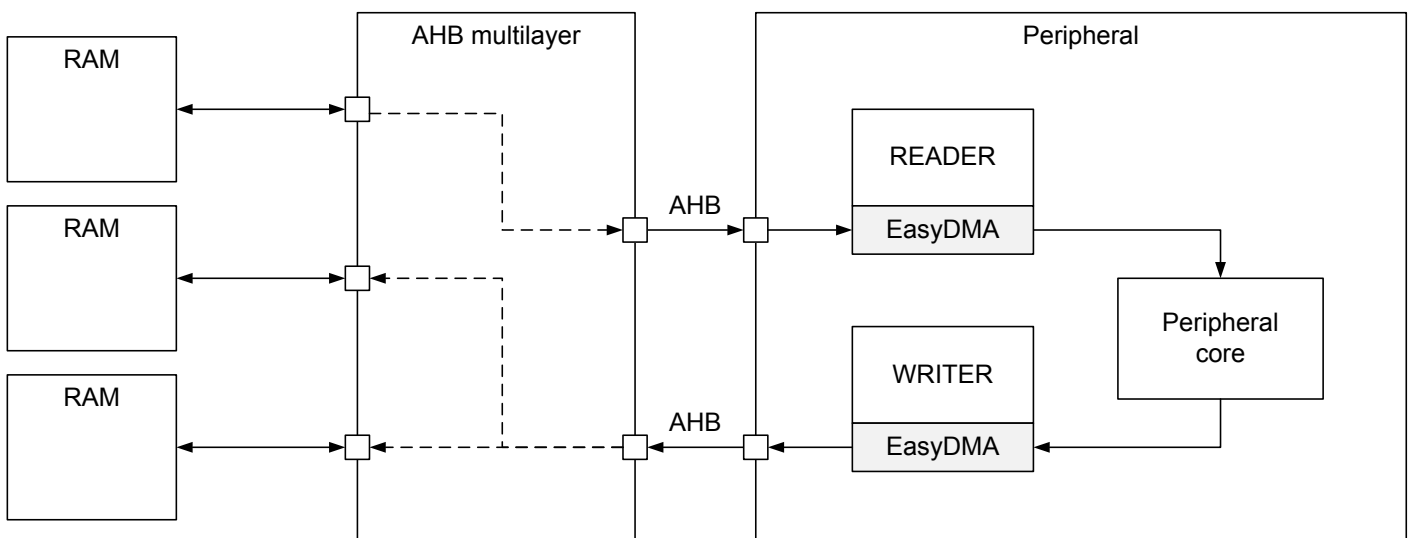 AHB multilayer
Peripheral
RAM
READER
EasyDMA
AHB
RAM
Peripheral
core
WRITER
EasyDMA
AHB
RAM